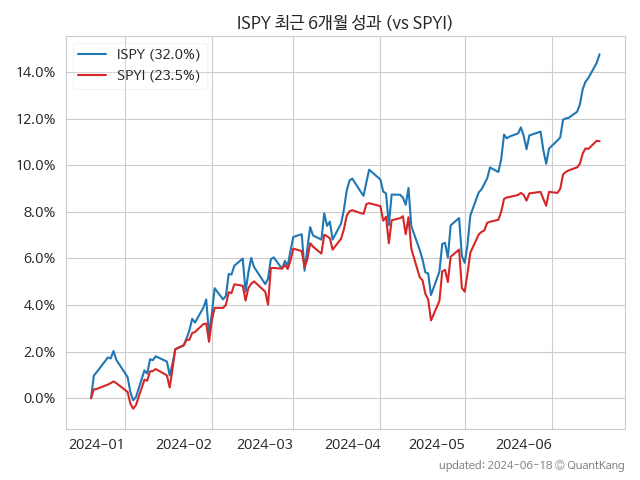 ISPY 최근 6개월 성과 (vs SPYI)
ISPY (32.0%)
SPYI (23.5%)
14.0%
12.0%
10.0%
8.0%
6.0%
4.0%
2.0%
0.0%
2024-01 2024-02 2024-03 2024-04 2024-05 2024-06
updated: 2024-06-18 © QuantKang